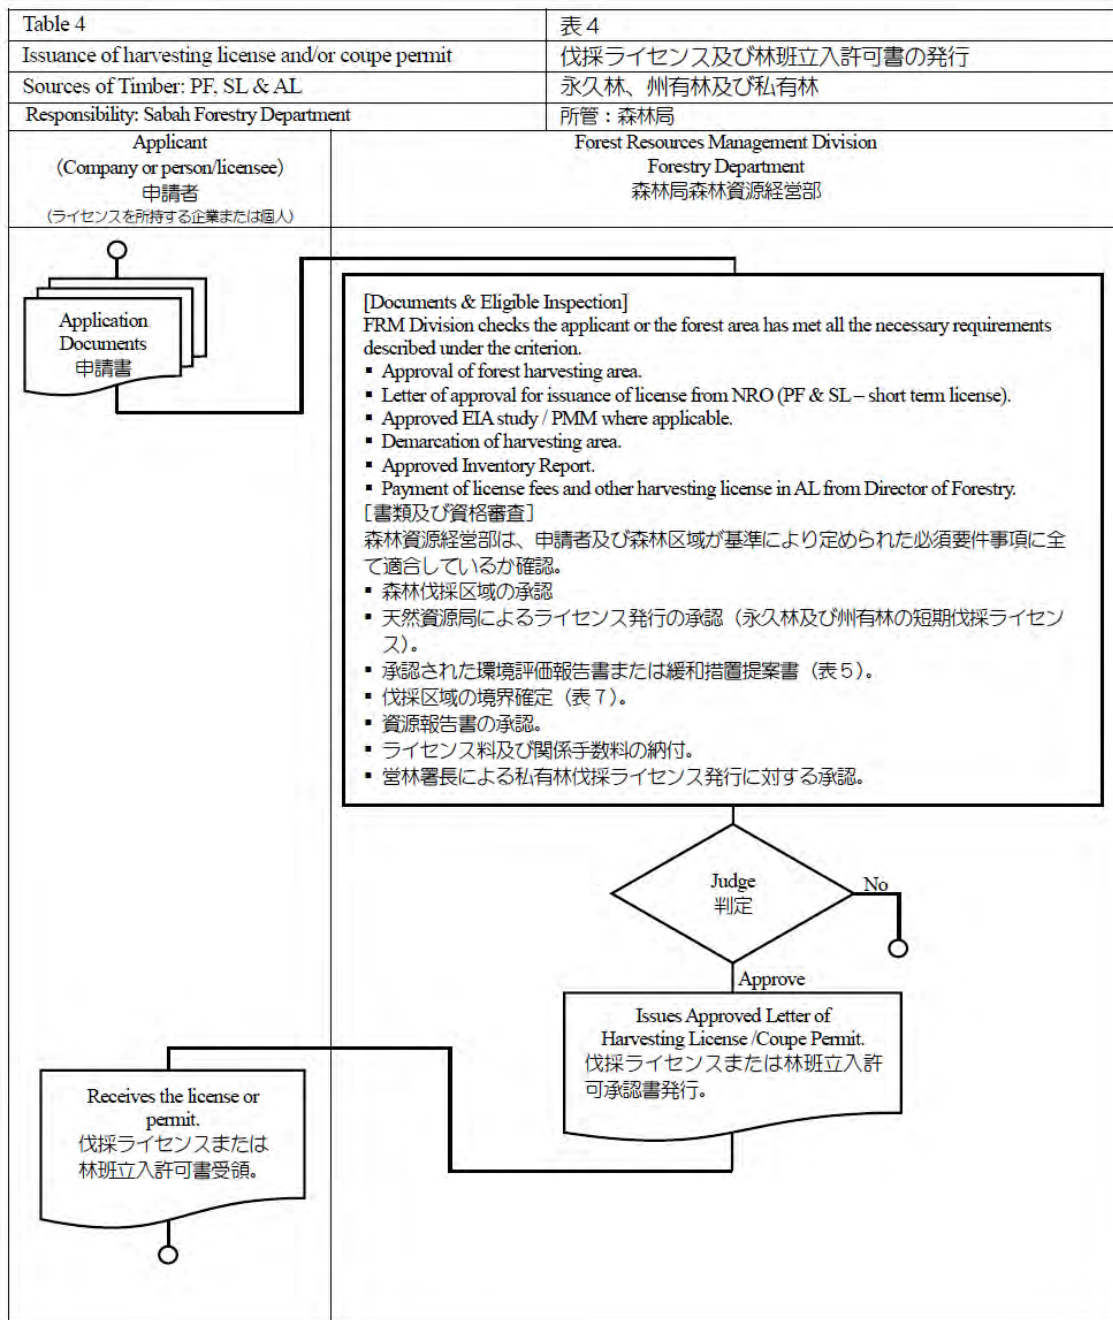 Table 4
表４
Issuance of harvesting license and/or coupe permit
伐採ライセンス及び林班立入許可書の発行
Sources of Timber: PF, SL & AL
永久林、州有林及び私有林
Responsibility: Sabah Forestry Department
所管：森林局
Applicant
（Company or person/licensee）
申請者
（ライセンスを所持する企業または個人）
Forest Resources Management Division
Forestry Department
森林局森林資源経営部
Application
Documents
申請書
[Documents & Eligible Inspection]
FRM Division checks the applicant or the forest area has met all the necessary requirements
described under the criterion.
▪ Approval of forest harvesting area.
▪ Letter of approval for issuance of license from NRO (PF & SL – short term license).
▪ Approved EIA study / PMM where applicable.
▪ Demarcation of harvesting area.
▪ Approved Inventory Report.
▪ Payment of license fees and other harvesting license in AL from Director of Forestry.
［書類及び資格審査］
森林資源経営部は、申請者及び森林区域が基準により定められた必須要件事項に全
て適合しているか確認。
▪ 森林伐採区域の承認
▪ 天然資源局によるライセンス発行の承認（永久林及び州有林の短期伐採ライセン
ス）。
▪ 承認された環境評価報告書または緩和措置提案書（表５）。
▪ 伐採区域の境界確定（表７）。
▪ 資源報告書の承認。
▪ ライセンス料及び関係手数料の納付。
▪ 営林署長による私有林伐採ライセンス発行に対する承認。
Judge
判定
No
Approve
Issues Approved Letter of
Harvesting License /Coupe Permit.
伐採ライセンスまたは林班立入許
可承認書発行。
Receives the license or
permit.
伐採ライセンスまたは
林班立入許可書受領。